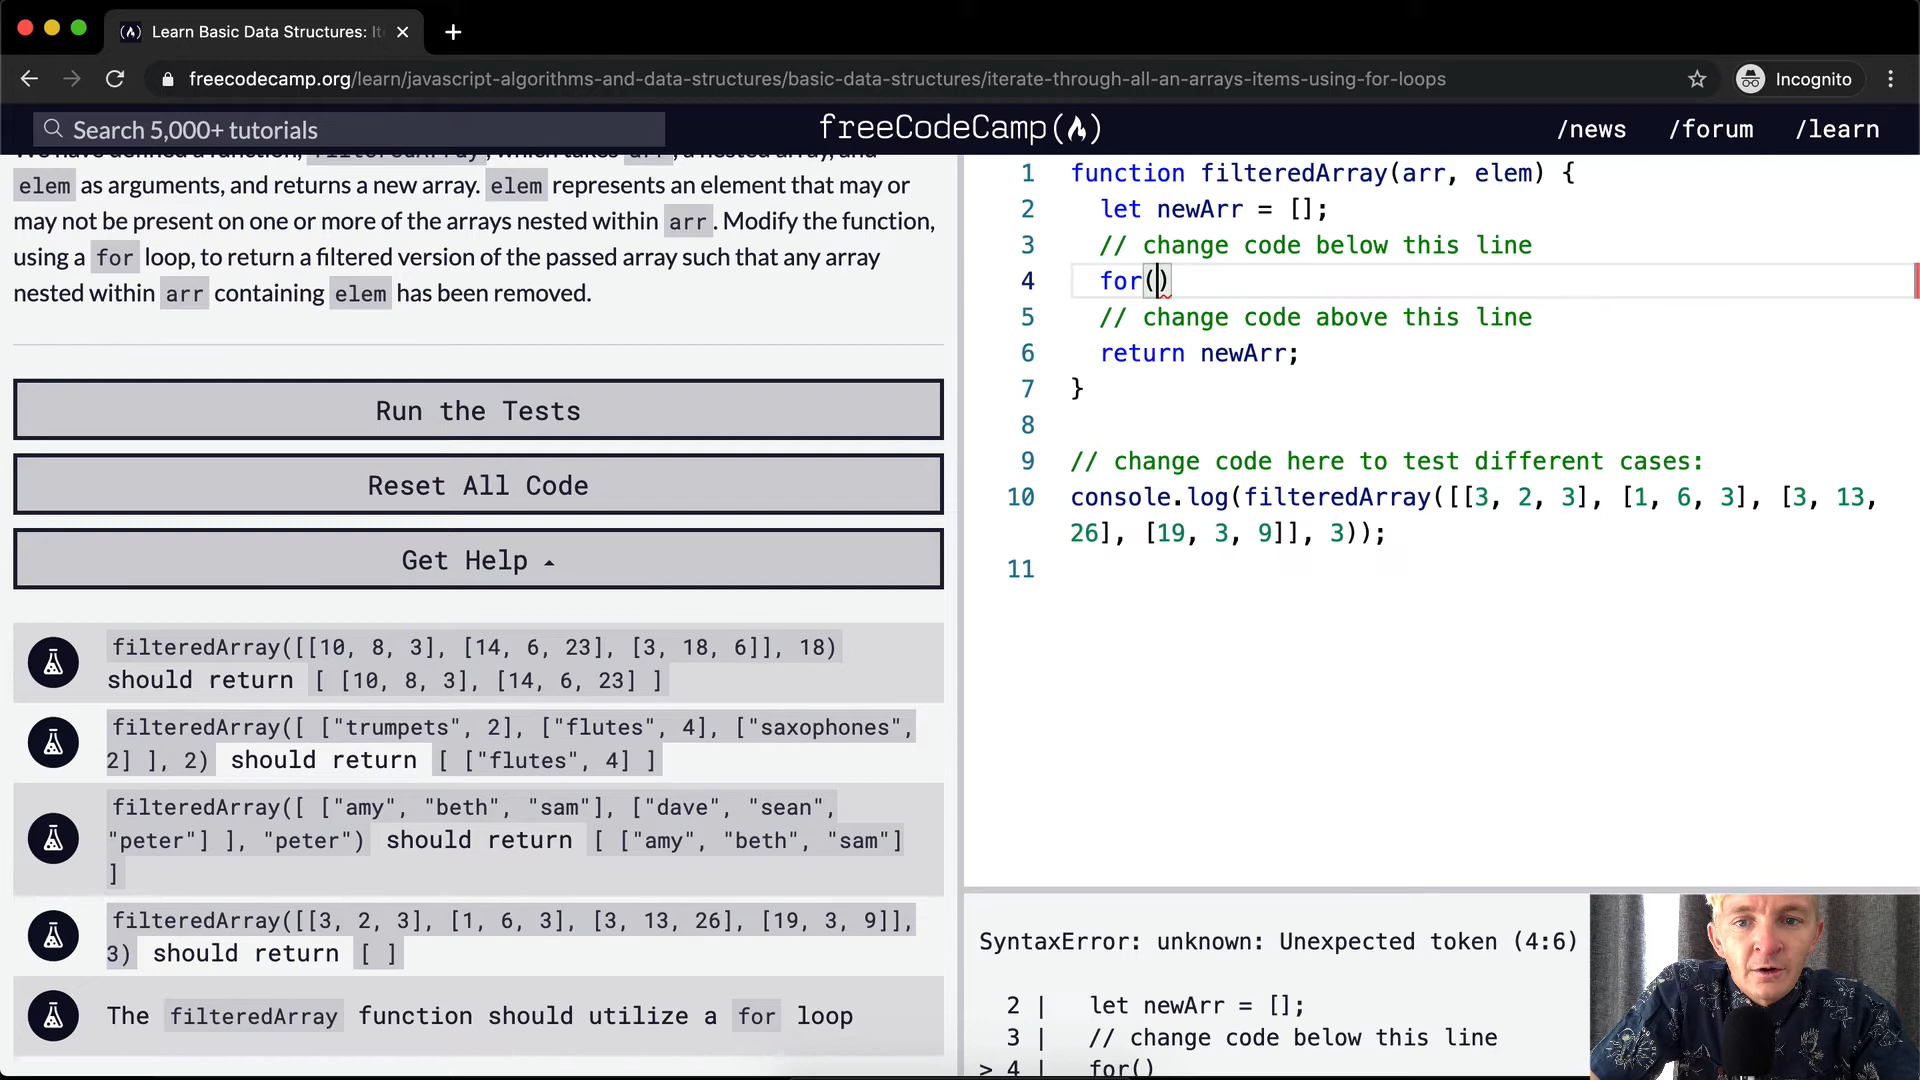 Learn Basic Data Structures: It
freecodecamp.org/learn/javascript-algorithms-and-data-structures/basic-data-structures/iterate-through-all-an-arrays-items-using-for-loops
Incognito
Search 5,000+ tutorials
freeCodeCamp(🔥)
/news
/forum
/learn
We have defined a function, filteredArray, which takes arr, a nested array, and
elem as arguments, and returns a new array. elem represents an element that may or
may not be present on one or more of the arrays nested within arr. Modify the function,
using a for loop, to return a filtered version of the passed array such that any array
nested within arr containing elem has been removed.
Run the Tests
Reset All Code
Get Help
filteredArray([[10, 8, 3], [14, 6, 23], [3, 18, 6]], 18)
should return [ [10, 8, 3], [14, 6, 23] ]
filteredArray([ ["trumpets", 2], ["flutes", 4], ["saxophones",
2] ], 2) should return [ ["flutes", 4] ]
filteredArray([ ["amy", "beth", "sam"], ["dave", "sean",
"peter"] ], "peter") should return [ ["amy", "beth", "sam"]
]
filteredArray([[3, 2, 3], [1, 6, 3], [3, 13, 26], [19, 3, 9]],
3) should return [ ]
The filteredArray function should utilize a for loop
1 function filteredArray(arr, elem) {
2 let newArr = [];
3 // change code below this line
4 for()
5 // change code above this line
6 return newArr;
7 }
8
9 // change code here to test different cases:
10 console.log(filteredArray([[3, 2, 3], [1, 6, 3], [3, 13,
26], [19, 3, 9]], 3));
11
SyntaxError: unknown: Unexpected token (4:6)
2 | let newArr = [];
3 | // change code below this line
> 4 | for()